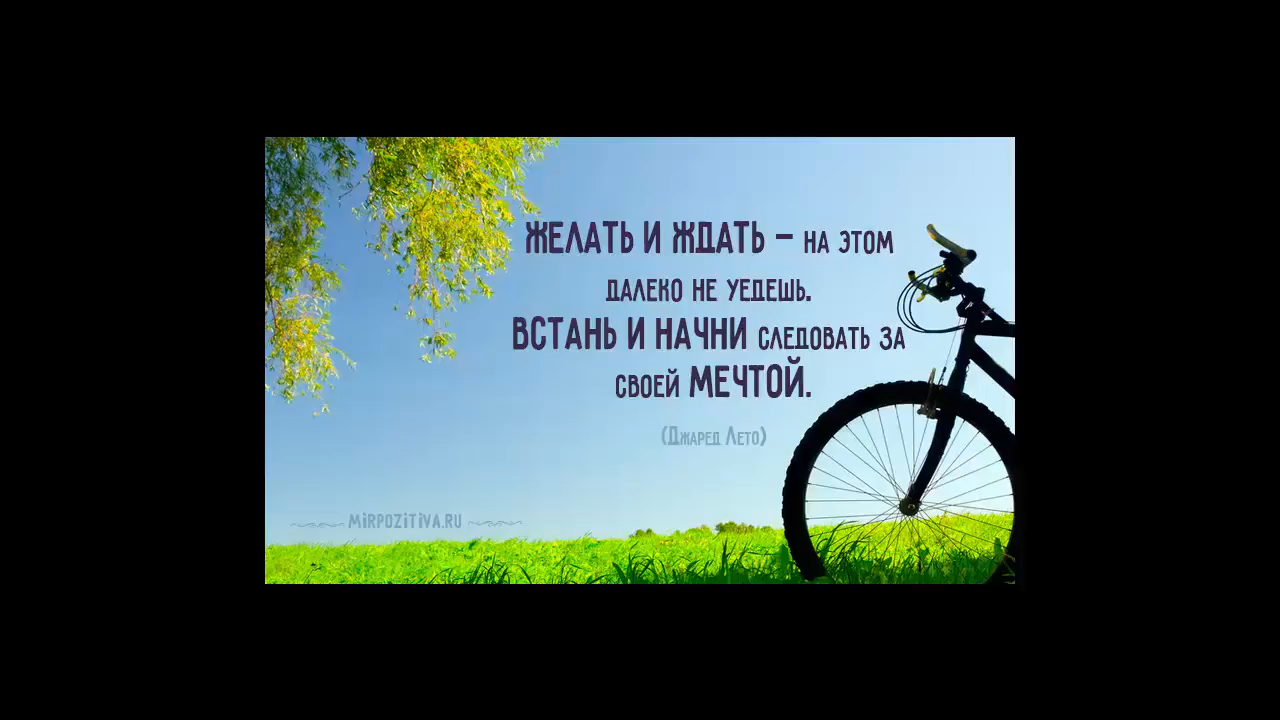 ЖЕЛАТЬ И ЖДАТЬ – НА ЭТОМ
ДАЛЕКО НЕ УЕДЕШЬ.
ВСТАНЬ И НАЧНИ СЛЕДОВАТЬ ЗА
СВОЕЙ МЕЧТОЙ.
(ДЖАРЕД ЛЕТО)
MIRPOZITIVA.RU